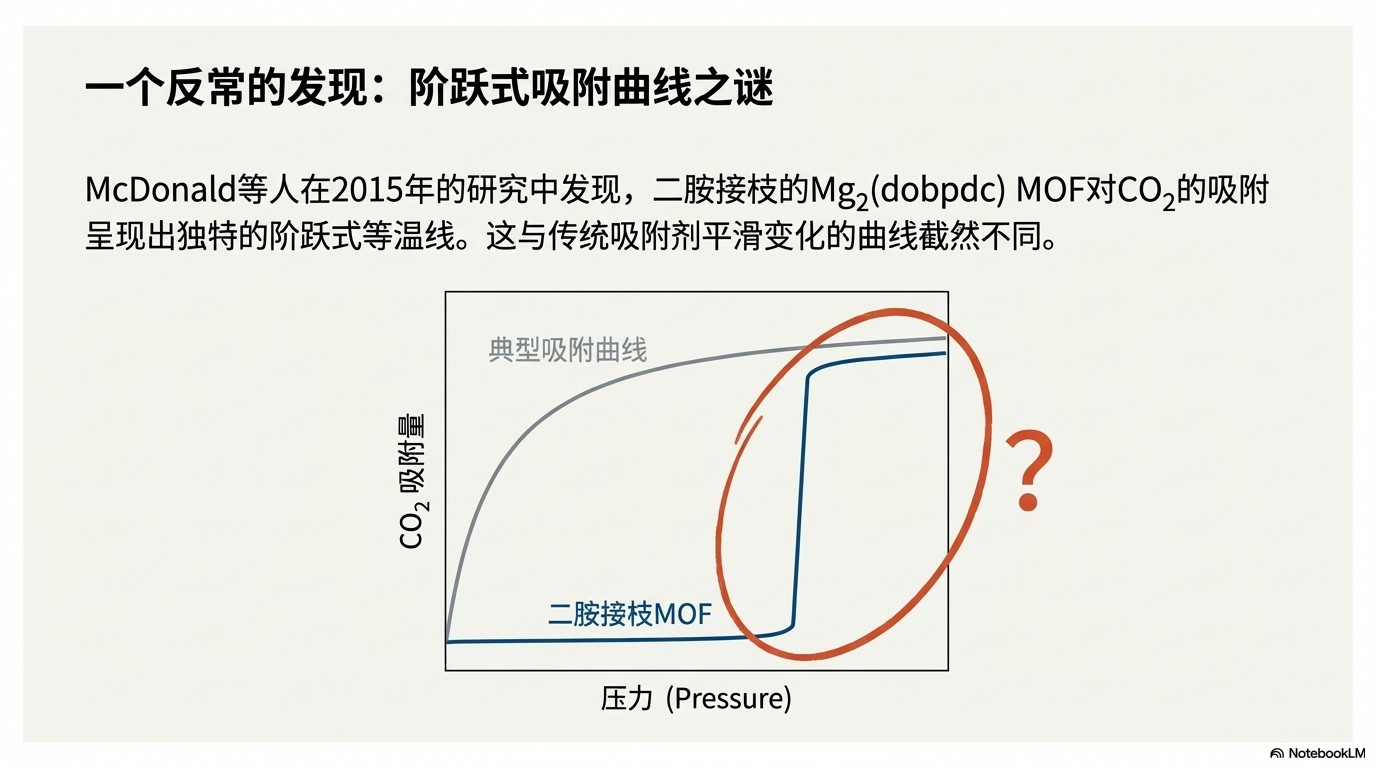 一个反常的发现：阶跃式吸附曲线之谜
McDonald等人在2015年的研究中发现，二胺接枝的Mg₂(dobpdc) MOF对CO₂的吸附
呈现出独特的阶跃式等温线。这与传统吸附剂平滑变化的曲线截然不同。
典型吸附曲线
CO₂ 吸附量
?
二胺接枝MOF
压力 (Pressure)
NotebookLM